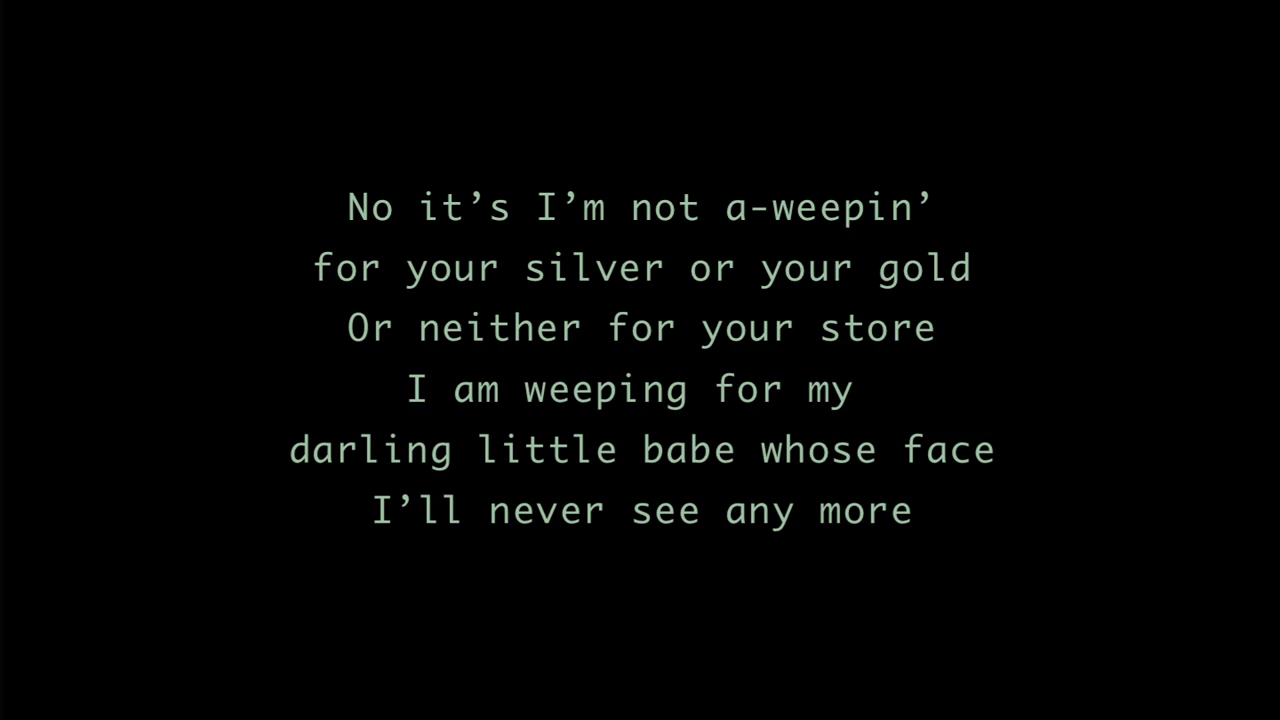 No it’s I’m not a-weepin’
for your silver or your gold
Or neither for your store
I am weeping for my
darling little babe whose face
I’ll never see any more